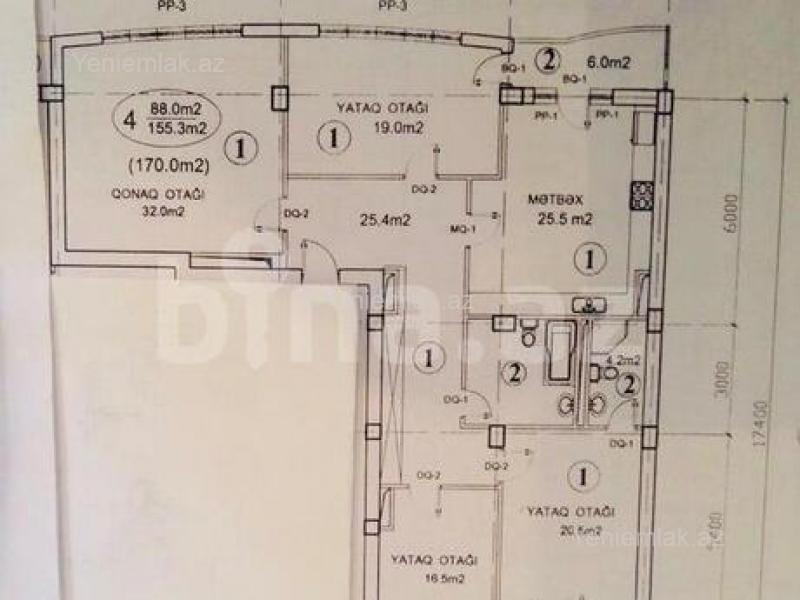 PP-3
PP-3
Yeniemlak.az
BQ-1
2
6.0m2
BQ-1
4
88.0m2
155.3m2
1
YATAQ OTAĞI
19.0m2
1
PP-1
PP-1
(170.0m2)
QONAQ OTAĞI
32.0m2
DQ-2
DQ-2
25.4m2
MƏTBƏX
25.5 m2
MQ-1
1
6000
bina.az
Yeniemlak.az
1
2
4.2m2
2
DQ-1
3000
17400
DQ-1
DQ-2
DQ-2
1
YATAQ OTAĞI
20.5m2
Yeniemlak.az
YATAQ OTAĞI
16.5m2